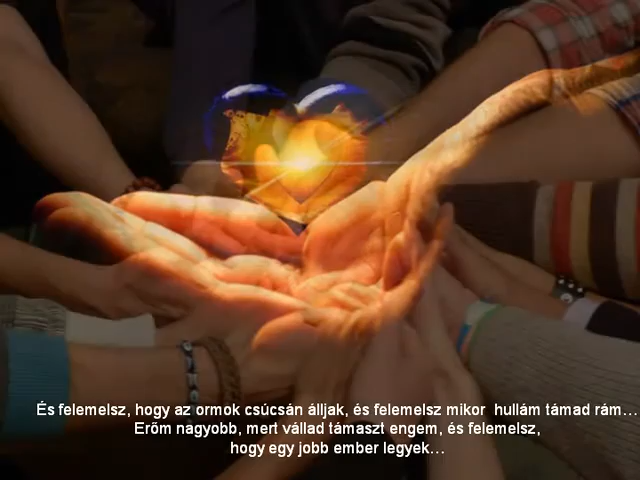 És felemelsz, hogy az ormok csúcsán álljak, és felemelsz mikor  hullám támad rám…
Erőm nagyobb, mert vállad támaszt engem, és felemelsz,
hogy egy jobb ember legyek…